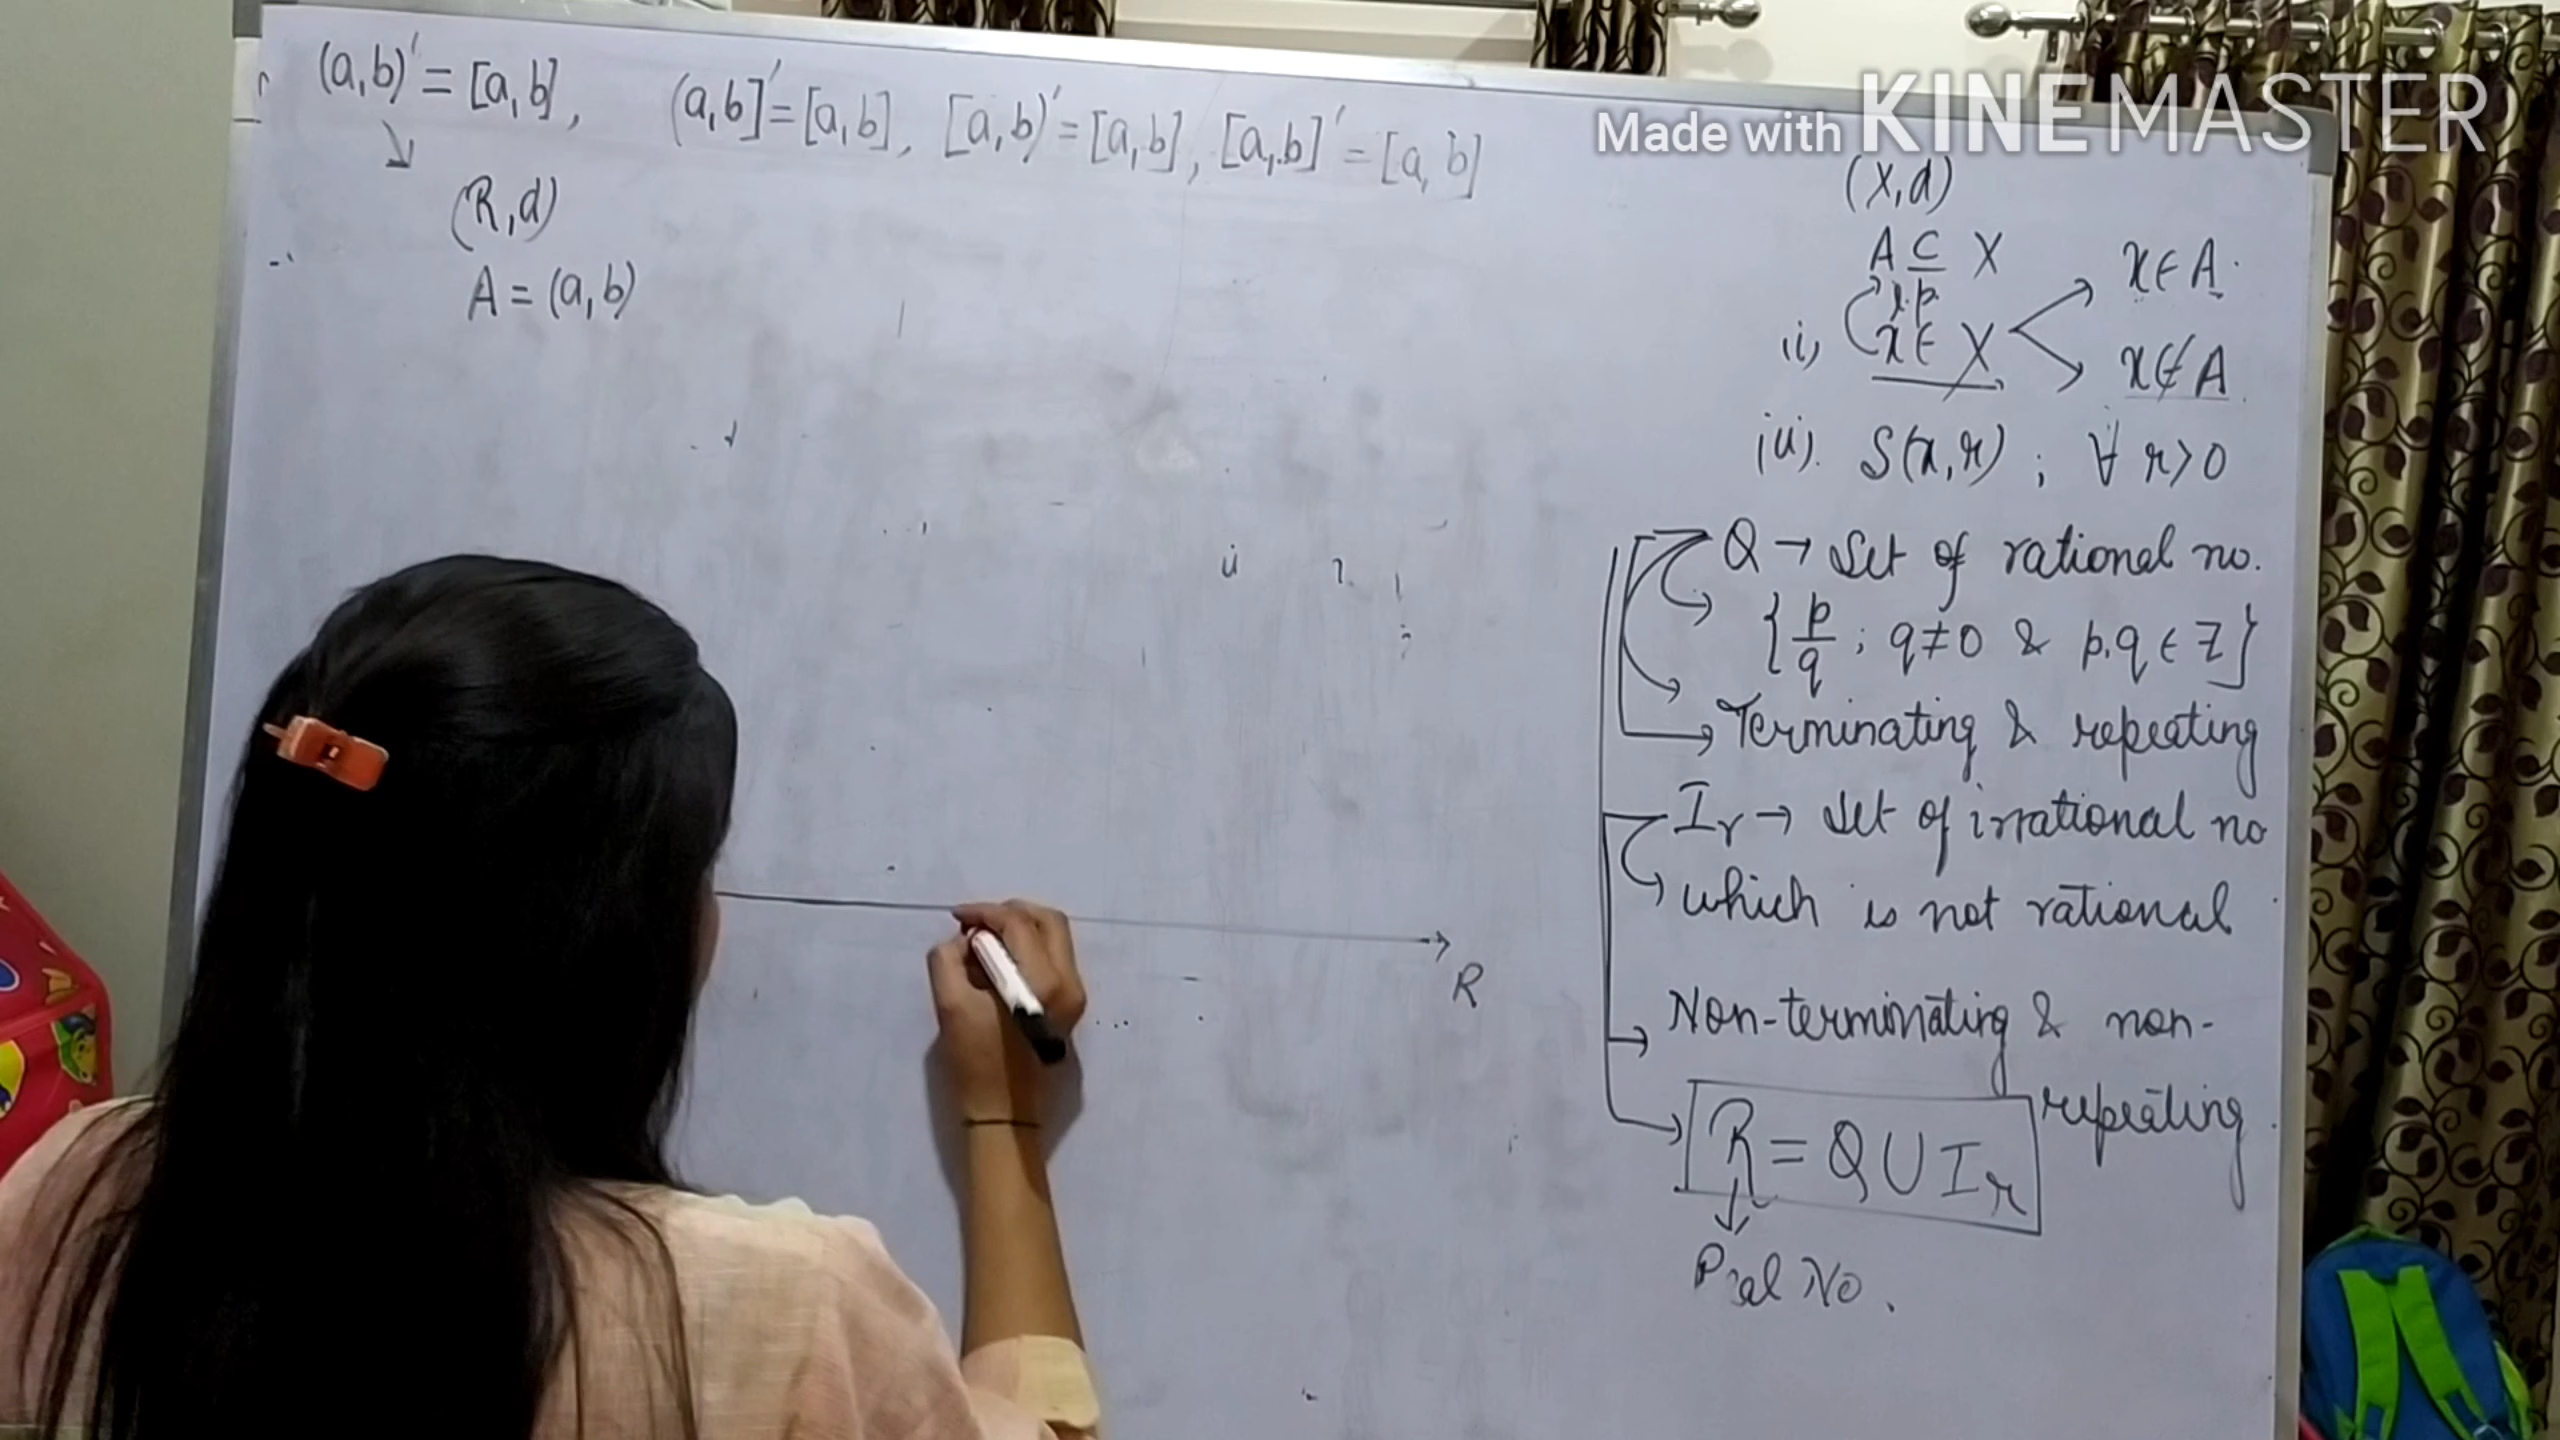 (a,b)' = [a,b], (a,b]' = [a,b], [a,b)' = [a,b], [a,b]' = [a,b]
(R,d)
A = (a,b)
R
Made with KINEMASTER
(X,d)
A ⊆ X
l.p.
x ∈ A.
(i) x ∈ X
x ∉ A
(ii). S(x,r) ; ∀ r>0
Q → Set of rational no.
{p/q ; q≠0 & p,q ∈ Z}
Terminating & repeating
Ir → Set of irrational no
which is not rational
Non-terminating & non-
repeating
R = Q U Ir
Real No.